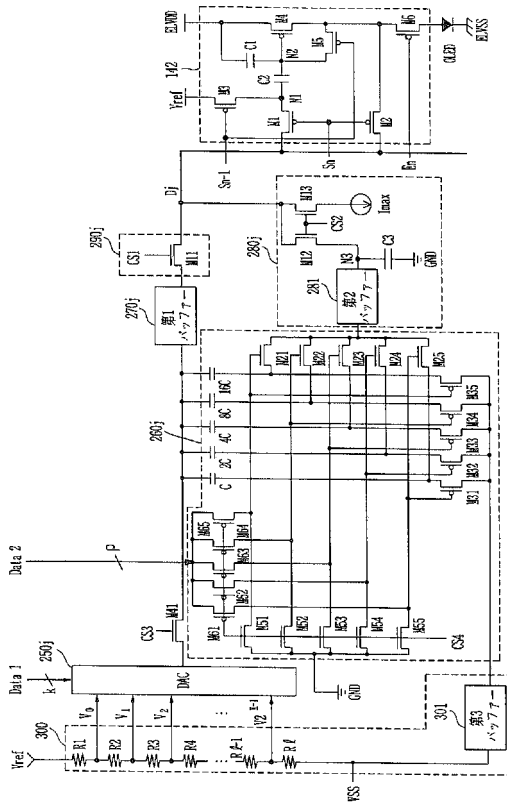 ELVDD
142
M4
C1
N2
M5
M6
OLED
ELVSS
Vref
M3
C2
N1
M1
M2
Sn-1
Sn
En
Dj
290j
CS1
M11
280j
M13
M12
CS2
Imax
N3
C3
GND
281
第2
バッファー
270j
第1
バッファー
260j
16C
8C
4C
2C
C
M21
M22
M23
M24
M25
M35
M34
M33
M32
M31
Data 2
p
M65
M64
M63
M62
M61
M51
M52
M53
M54
M55
CS4
GND
CS3
M41
Data 1
k
250j
DAC
V0
V1
V2
300
Vref
R1
R2
R3
R4
Rℓ-1
Rℓ
VSS
301
第3
バッファー